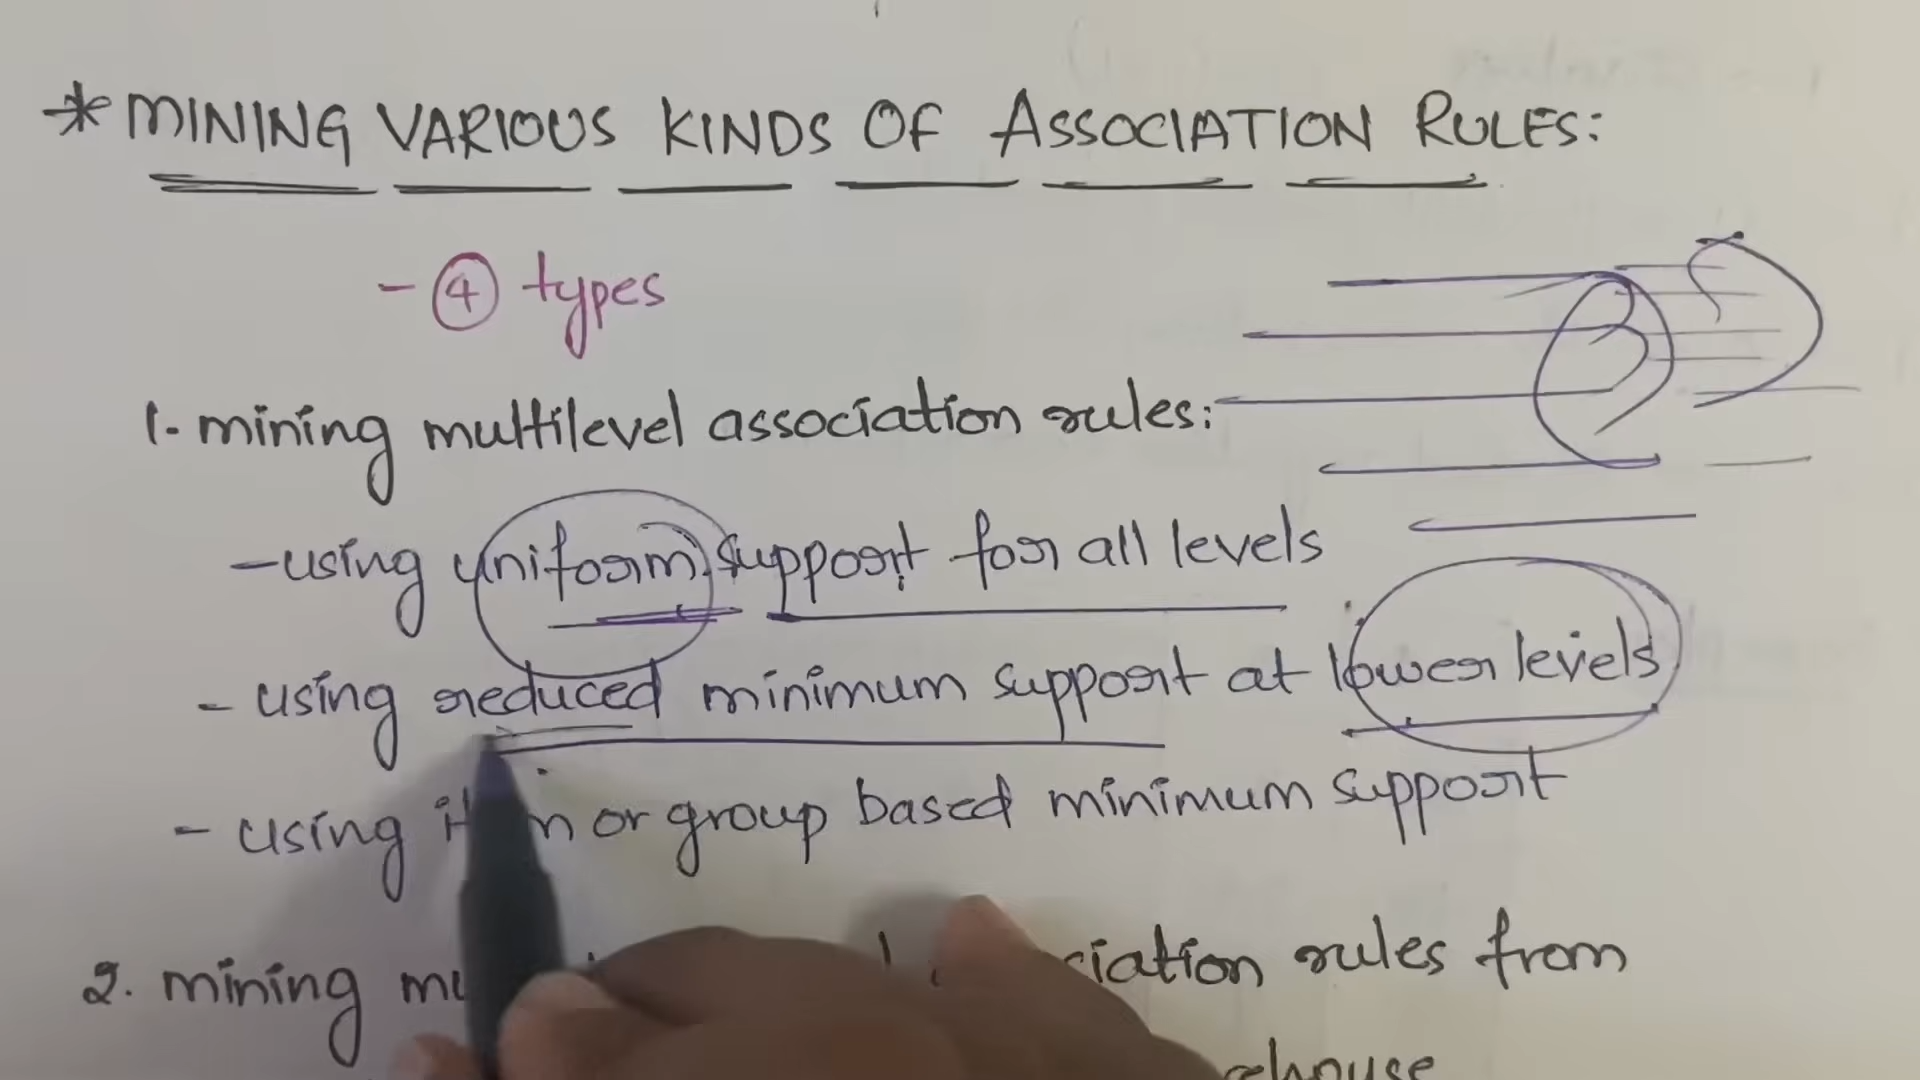 * MINING VARIOUS KINDS OF ASSOCIATION RULES:
- 4 types
1. mining multilevel association rules:
- using uniform support for all levels
- using reduced minimum support at lower levels
- using or group based minimum support
2. mining rules from